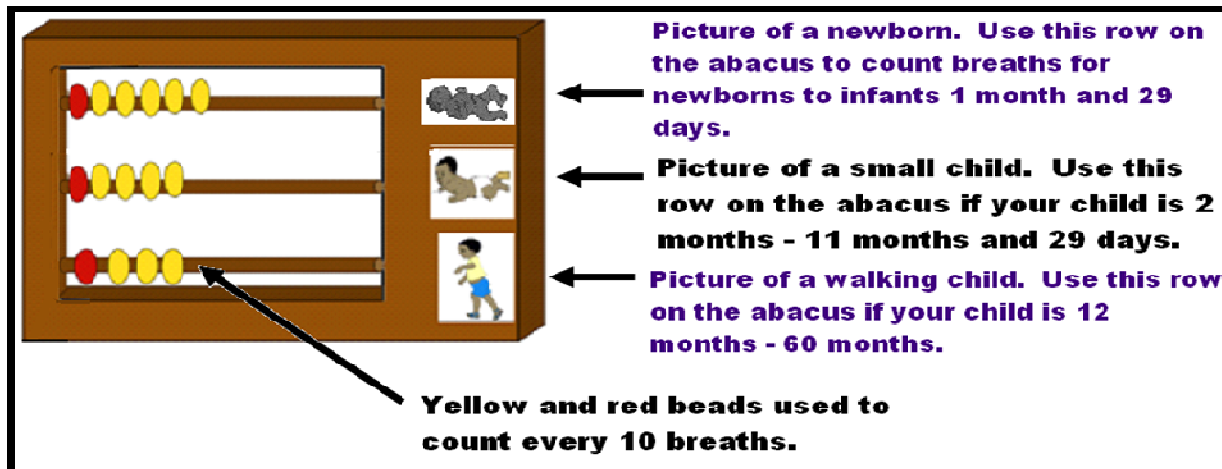 Picture of a newborn.  Use this row on
the abacus to count breaths for
newborns to infants 1 month and 29
days.
Picture of a small child.  Use this
row on the abacus if your child is 2
months - 11 months and 29 days.
Picture of a walking child.  Use this row
on the abacus if your child is 12
months - 60 months.
Yellow and red beads used to
count every 10 breaths.